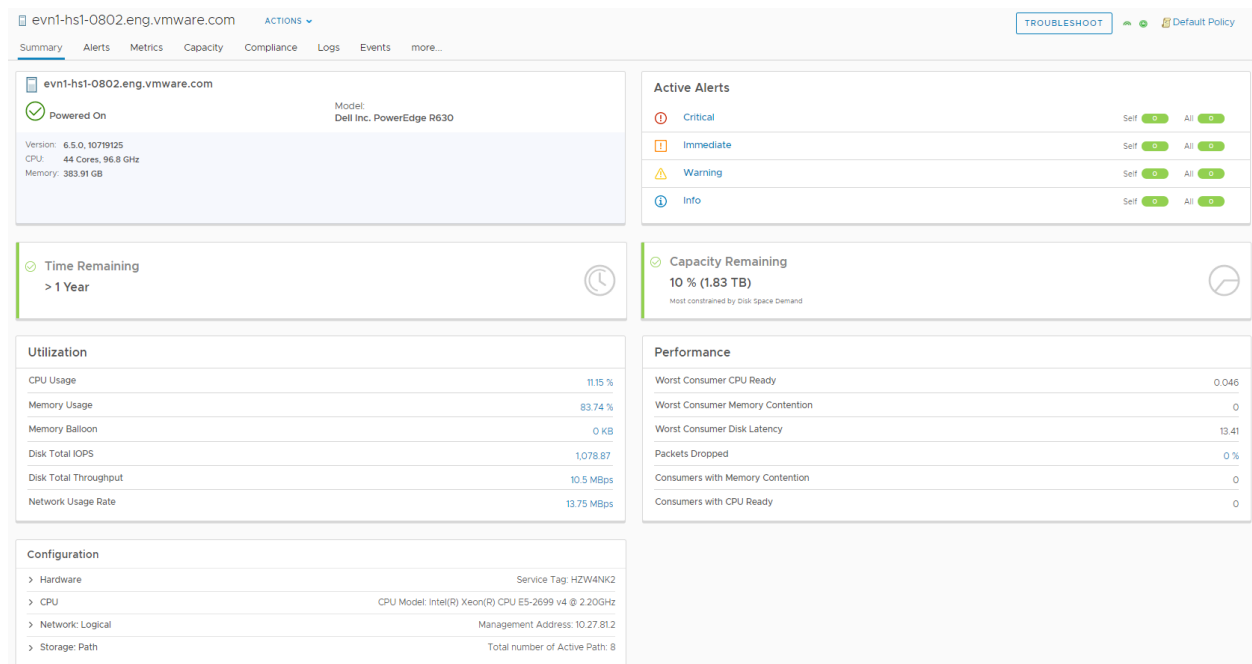 evn1-hs1-0802.eng.vmware.com ACTIONS TROUBLESHOOT Default Policy
Summary Alerts Metrics Capacity Compliance Logs Events more...
evn1-hs1-0802.eng.vmware.com
Powered On
Model:
Dell Inc. PowerEdge R630
Version: 6.5.0, 10719125
CPU: 44 Cores, 96.8 GHz
Memory: 383.91 GB
Active Alerts
Critical Self 0 All 0
Immediate Self 0 All 0
Warning Self 0 All 0
Info Self 0 All 0
Time Remaining
> 1 Year
Capacity Remaining
10 % (1.83 TB)
Most constrained by Disk Space Demand
Utilization
CPU Usage 11.15 %
Memory Usage 83.74 %
Memory Balloon 0 KB
Disk Total IOPS 1,078.87
Disk Total Throughput 10.5 MBps
Network Usage Rate 13.75 MBps
Performance
Worst Consumer CPU Ready 0.046
Worst Consumer Memory Contention 0
Worst Consumer Disk Latency 13.41
Packets Dropped 0 %
Consumers with Memory Contention 0
Consumers with CPU Ready 0
Configuration
Hardware Service Tag: HZW4NK2
CPU CPU Model: Intel(R) Xeon(R) CPU E5-2699 v4 @ 2.20GHz
Network: Logical Management Address: 10.27.81.2
Storage: Path Total number of Active Path: 8